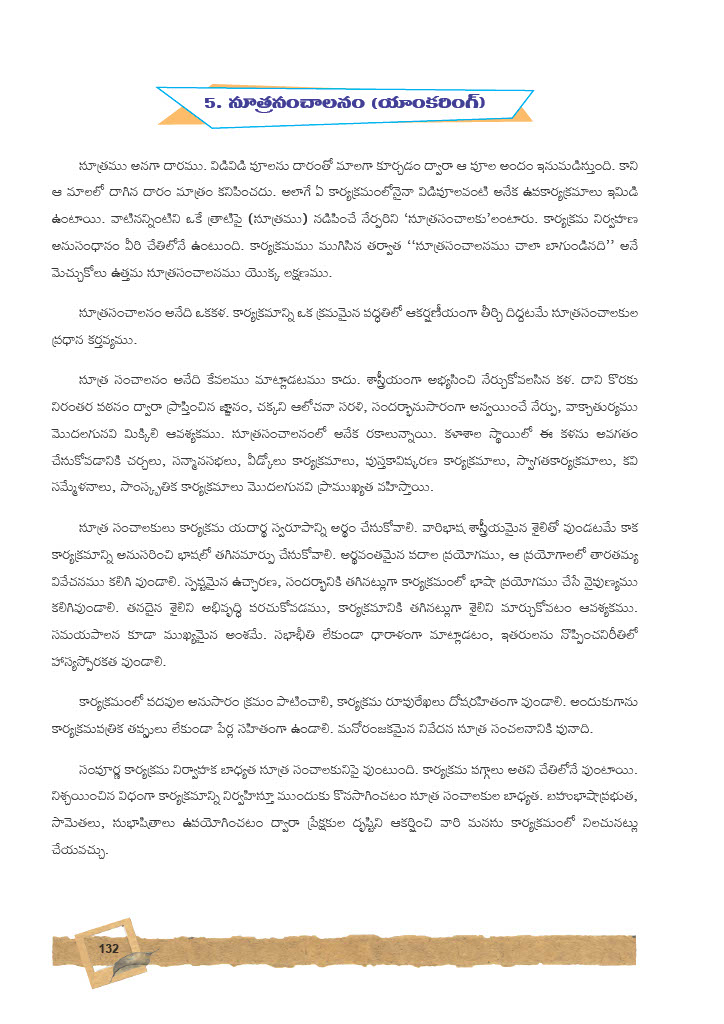 5. సూత్రసంచాలనం (యాంకరింగ్)
సూత్రము అనగా దారము. విడివిడి పూలను దారంతో మాలగా కూర్చడం ద్వారా ఆ పూల అందం ఇనుమడిస్తుంది. కాని
ఆ మాలలో దాగిన దారం మాత్రం కనిపించదు. అలాగే ఏ కార్యక్రమంలోనైనా విడిపూలవంటి అనేక ఉపకార్యక్రమాలు ఇమిడి
ఉంటాయి. వాటినన్నింటిని ఒకే త్రాటిపై (సూత్రము) నడిపించే నేర్పరిని ‘సూత్రసంచాలకు’లంటారు. కార్యక్రమ నిర్వహణ
అనుసంధానం వీరి చేతిలోనే ఉంటుంది. కార్యక్రమము ముగిసిన తర్వాత ‘‘సూత్రసంచాలనము చాలా బాగుండినది’’ అనే
మెచ్చుకోలు ఉత్తమ సూత్రసంచాలనము యొక్క లక్షణము.
సూత్రసంచాలనం అనేది ఒకకళ. కార్యక్రమాన్ని ఒక క్రమమైన పద్ధతిలో ఆకర్షణీయంగా తీర్చి దిద్దటమే సూత్రసంచాలకుల
ప్రధాన కర్తవ్యము.
సూత్ర సంచాలనం అనేది కేవలము మాట్లాడటము కాదు. శాస్త్రీయంగా అభ్యసించి నేర్చుకోవలసిన కళ. దాని కొరకు
నిరంతర పఠనం ద్వారా ప్రాప్తించిన జ్ఞానం, చక్కని ఆలోచనా సరళి, సందర్భానుసారంగా అన్వయించే నేర్పు, వాక్చాతుర్యము
మొదలగునవి మిక్కిలి ఆవశ్యకము. సూత్రసంచాలనంలో అనేక రకాలున్నాయి. కళాశాల స్థాయిలో ఈ కళను అవగతం
చేసుకోవడానికి చర్చలు, సన్మానసభలు, వీడ్కోలు కార్యక్రమాలు, పుస్తకావిష్కరణ కార్యక్రమాలు, స్వాగతకార్యక్రమాలు, కవి
సమ్మేళనాలు, సాంస్కృతిక కార్యక్రమాలు మొదలగునవి ప్రాముఖ్యత వహిస్తాయి.
సూత్ర సంచాలకులు కార్యక్రమ యదార్థ స్వరూపాన్ని అర్థం చేసుకోవాలి. వారిభాష శాస్త్రీయమైన శైలితో వుండటమే కాక
కార్యక్రమాన్ని అనుసరించి భాషలో తగినమార్పు చేసుకోవాలి. అర్థవంతమైన పదాల ప్రయోగము, ఆ ప్రయోగాలలో తారతమ్య
వివేచనము కలిగి వుండాలి. స్పష్టమైన ఉచ్ఛారణ, సందర్భానికి తగినట్లుగా కార్యక్రమంలో భాషా ప్రయోగము చేసే నైపుణ్యము
కలిగివుండాలి. తనదైన శైలిని అభివృద్ధి పరచుకోవడము, కార్యక్రమానికి తగినట్లుగా శైలిని మార్చుకోవటం ఆవశ్యకము.
సమయపాలన కూడా ముఖ్యమైన అంశమే. సభాభీతి లేకుండా ధారాళంగా మాట్లాడటం, ఇతరులను నొప్పించనిరీతిలో
హాస్యస్పోరకత వుండాలి.
కార్యక్రమంలో పదవుల అనుసారం క్రమం పాటించాలి, కార్యక్రమ రూపురేఖలు దోషరహితంగా వుండాలి. అందుకుగాను
కార్యక్రమపత్రిక తప్పులు లేకుండా పేర్ల సహితంగా ఉండాలి. మనోరంజకమైన నివేదన సూత్ర సంచలనానికి పునాది.
సంపూర్ణ కార్యక్రమ నిర్వాహక బాధ్యత సూత్ర సంచాలకునిపై వుంటుంది. కార్యక్రమ పగ్గాలు అతని చేతిలోనే వుంటాయి.
నిశ్చయించిన విధంగా కార్యక్రమాన్ని నిర్వహిస్తూ ముందుకు కొనసాగించటం సూత్ర సంచాలకుల బాధ్యత. బహుభాషాప్రభుత,
సామెతలు, సుభాషితాలు ఉపయోగించటం ద్వారా ప్రేక్షకుల దృష్టిని ఆకర్షించి వారి మనసు కార్యక్రమంలో నిలచునట్లు
చేయవచ్చు.
132